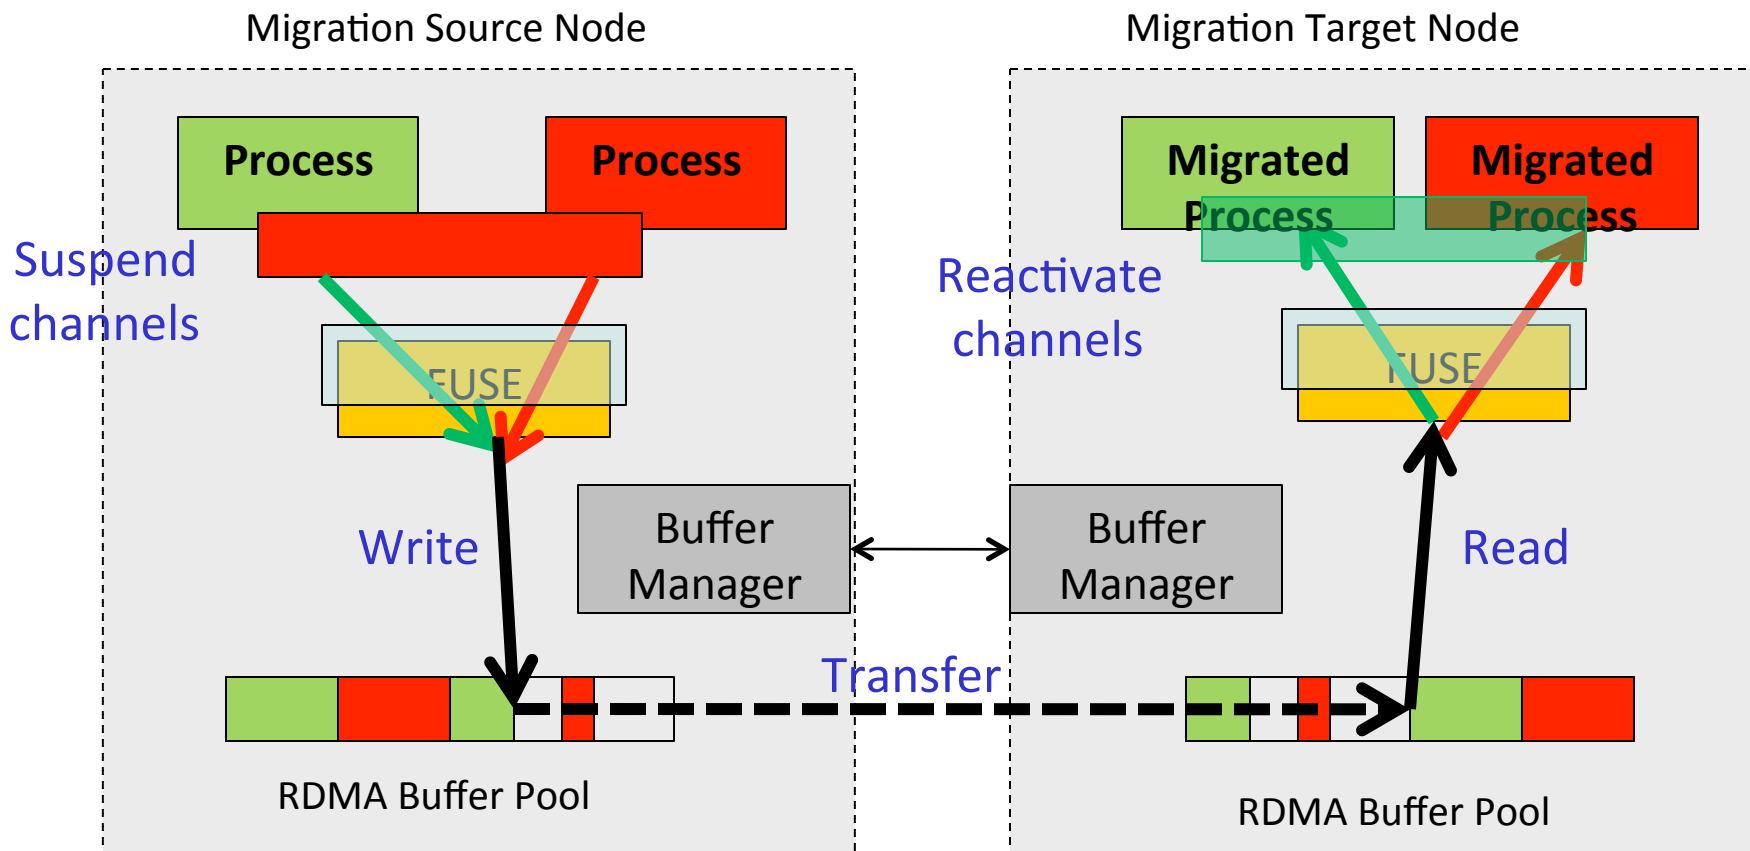 Migration Source Node
Process
Process
Suspend
channels
FUSE
Write
Buffer
Manager
RDMA Buffer Pool
Transfer
Migration Target Node
Migrated
Process
Migrated
Process
Reactivate
channels
FUSE
Buffer
Manager
Read
RDMA Buffer Pool